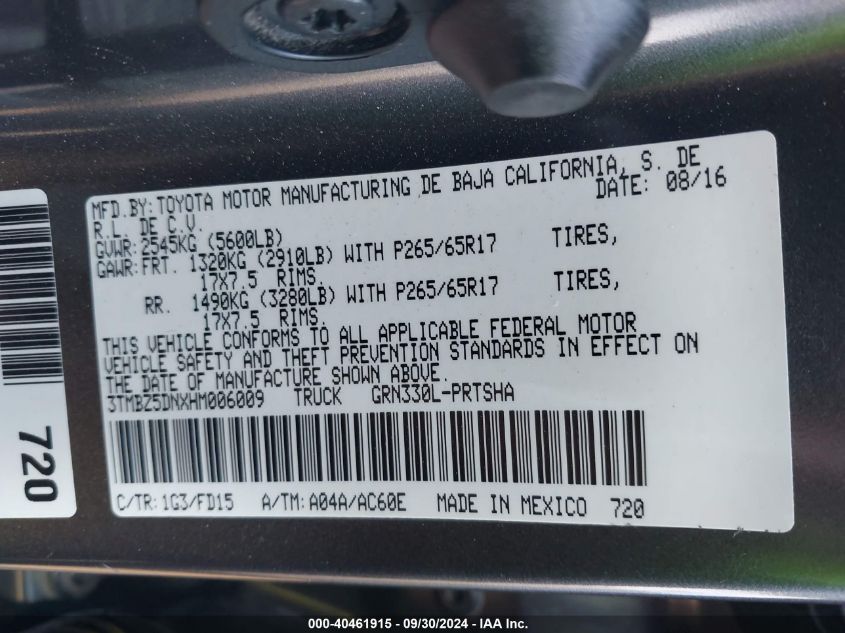 MFD.BY:TOYOTA MOTOR MANUFACTURING DE BAJA CALIFORNIA, S. DE
R.L. DE C.V. DATE: 08/16
GVWR:2545KG (5600LB)
GAWR:FRT. 1320KG (2910LB) WITH P265/65R17 TIRES,
17X7.5 RIMS,
RR. 1490KG (3280LB) WITH P265/65R17 TIRES,
17X7.5 RIMS
THIS VEHICLE CONFORMS TO ALL APPLICABLE FEDERAL MOTOR
VEHICLE SAFETY AND THEFT PREVENTION STANDARDS IN EFFECT ON
THE DATE OF MANUFACTURE SHOWN ABOVE.
3TMBZ5DNXHM006009 TRUCK GRN330L-PRTSHA
C/TR:1G3/FD15 A/TM:A04A/AC60E MADE IN MEXICO 720
720
000-40461915 - 09/30/2024 - IAA Inc.